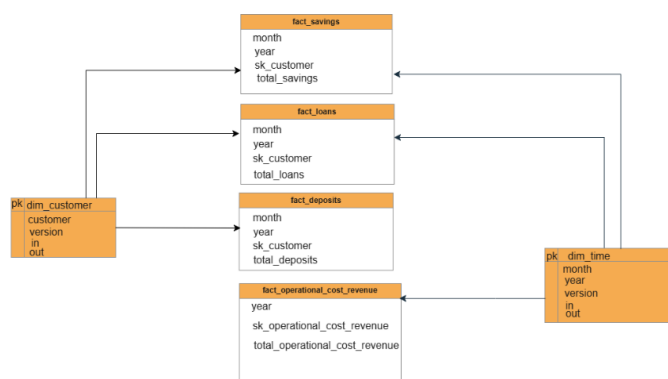 fact_savings
month
year
sk_customer
total_savings
fact_loans
month
year
sk_customer
total_loans
fact_deposits
month
year
sk_customer
total_deposits
fact_operational_cost_revenue
year
sk_operational_cost_revenue
total_operational_cost_revenue
pk dim_customer
customer
version
in
out
pk dim_time
month
year
version
in
out